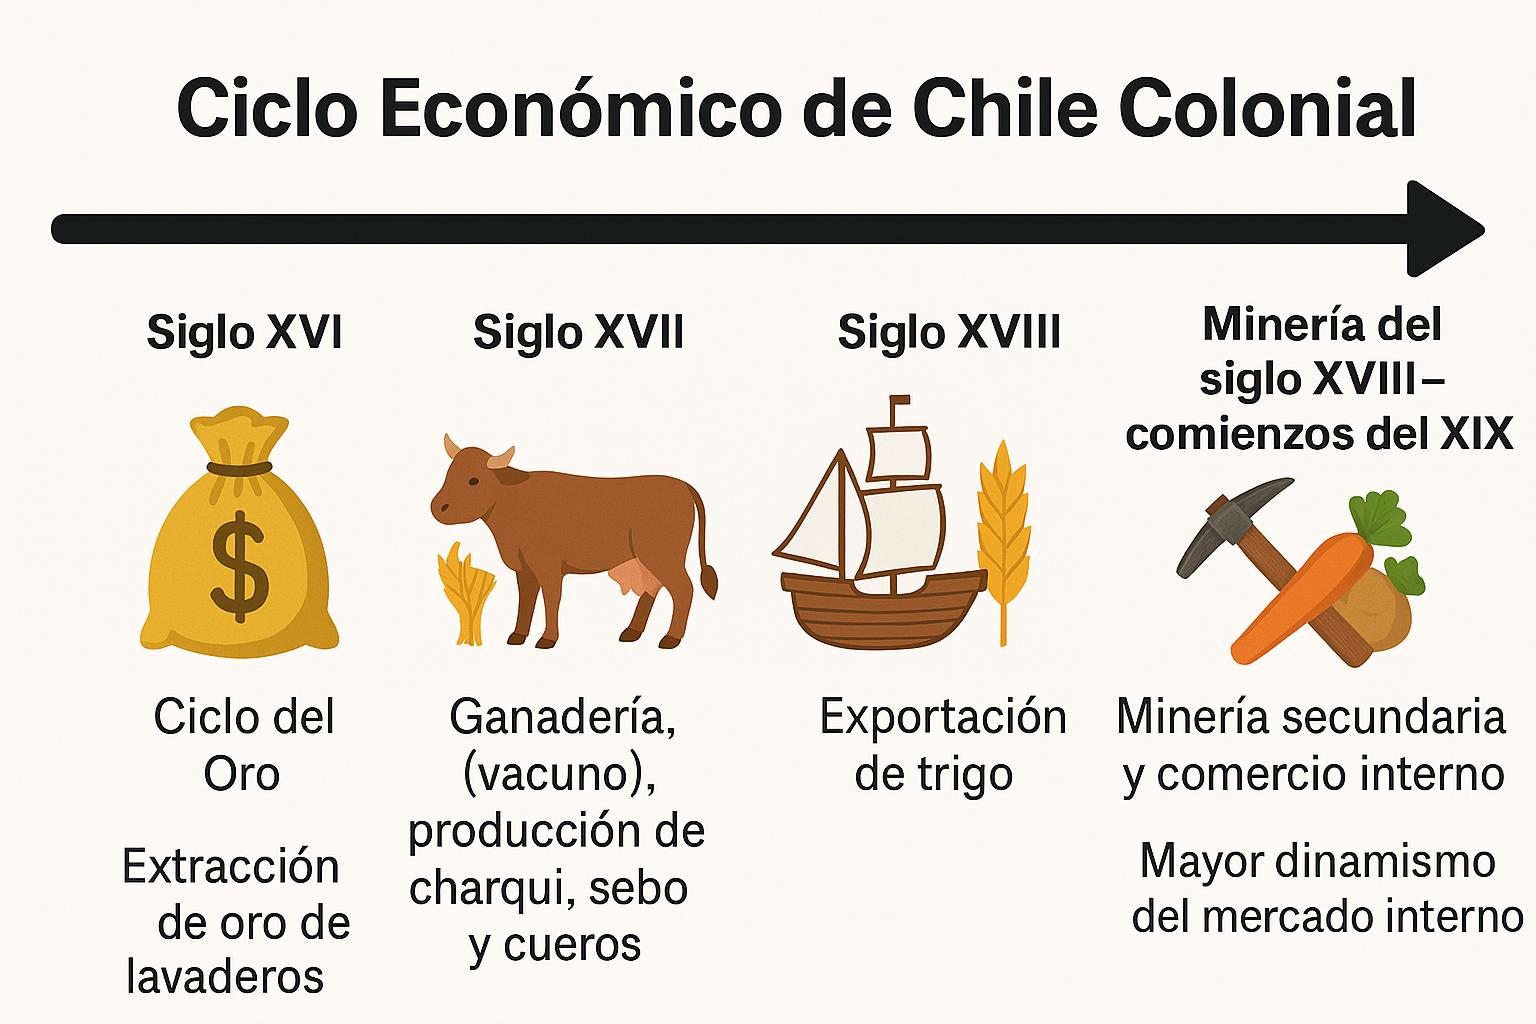 Ciclo Económico de Chile Colonial
Siglo XVI
$
Ciclo del
Oro
Extracción
de oro de
lavaderos
Siglo XVII
Ganadería,
(vacuno),
producción de
charqui, sebo
y cueros
Siglo XVIII
Exportación
de trigo
Minería del
siglo XVIII–
comienzos del XIX
Minería secundaria
y comercio interno
Mayor dinamismo
del mercado interno